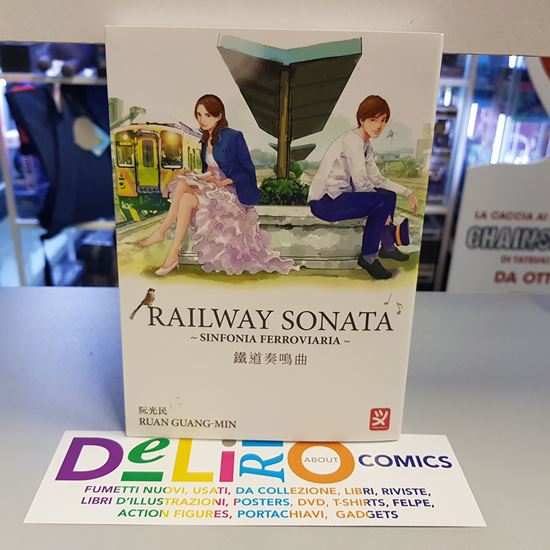 RAILWAY SONATA
~ SINFONIA FERROVIARIA ~
鐵道奏鳴曲
阮光民
RUAN GUANG-MIN
DeLiRiO
ABOUT
COMICS
FUMETTI NUOVI, USATI, DA COLLEZIONE, LIBRI, RIVISTE,
LIBRI D'ILLUSTRAZIONI, POSTERS, DVD, T-SHIRTS, FELPE,
ACTION FIGURES, PORTACHIAVI, GADGETS
LA CACCIA AI
CHAINS
DI TATSUKI
DA OTT